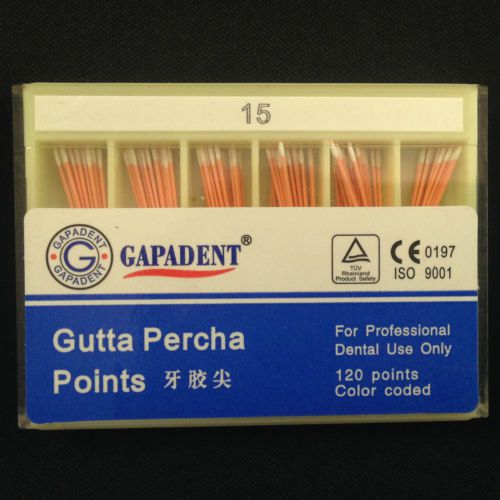 15
GAPADENT
G
GAPADENT
GAPADENT®
TÜV
Rheinland
Product Safety
CE 0197
ISO 9001
Gutta Percha
Points 牙胶尖
For Professional
Dental Use Only
120 points
Color coded